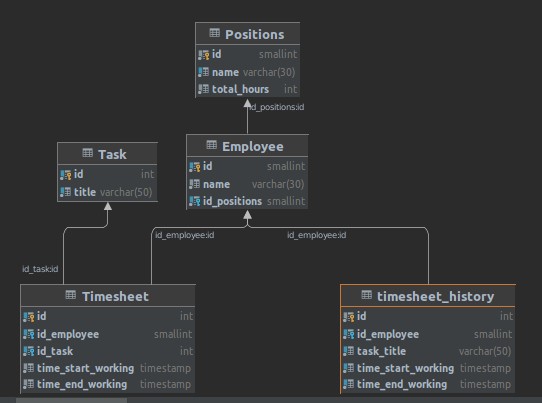 Positions
id smallint
name varchar(30)
total_hours int
id_positions:id
Employee
id smallint
name varchar(30)
id_positions smallint
Task
id int
title varchar(50)
id_employee:id
id_employee:id
id_task:id
Timesheet
id int
id_employee smallint
id_task int
time_start_working timestamp
time_end_working timestamp
timesheet_history
id int
id_employee smallint
task_title varchar(50)
time_start_working timestamp
time_end_working timestamp